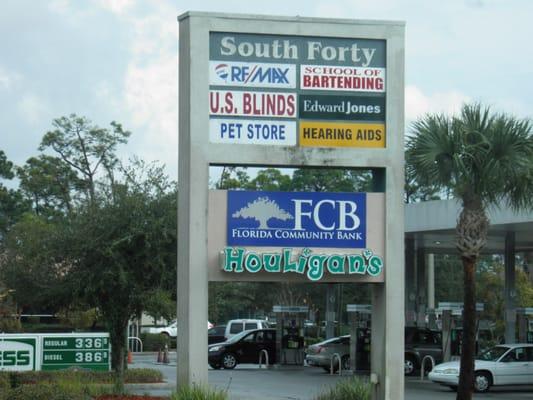 South Forty
RE/MAX
SCHOOL OF
BARTENDING
U.S. BLINDS
Edward Jones
PET STORE
HEARING AIDS
FCB
FLORIDA COMMUNITY BANK
Houligan's
REGULAR 336
ESS DIESEL 386